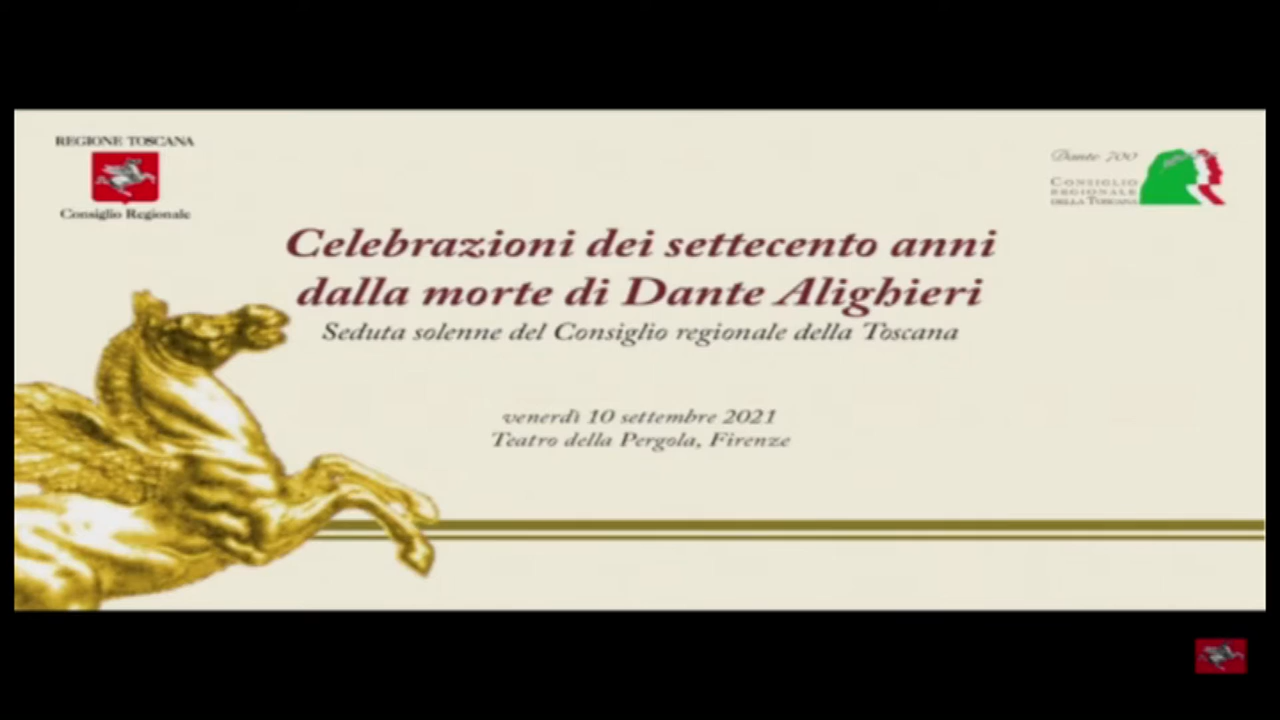 REGIONE TOSCANA
Consiglio Regionale
Dante 700
CONSIGLIO
REGIONALE
DELLA TOSCANA
Celebrazioni dei settecento anni
dalla morte di Dante Alighieri
Seduta solenne del Consiglio regionale della Toscana
venerdì 10 settembre 2021
Teatro della Pergola, Firenze